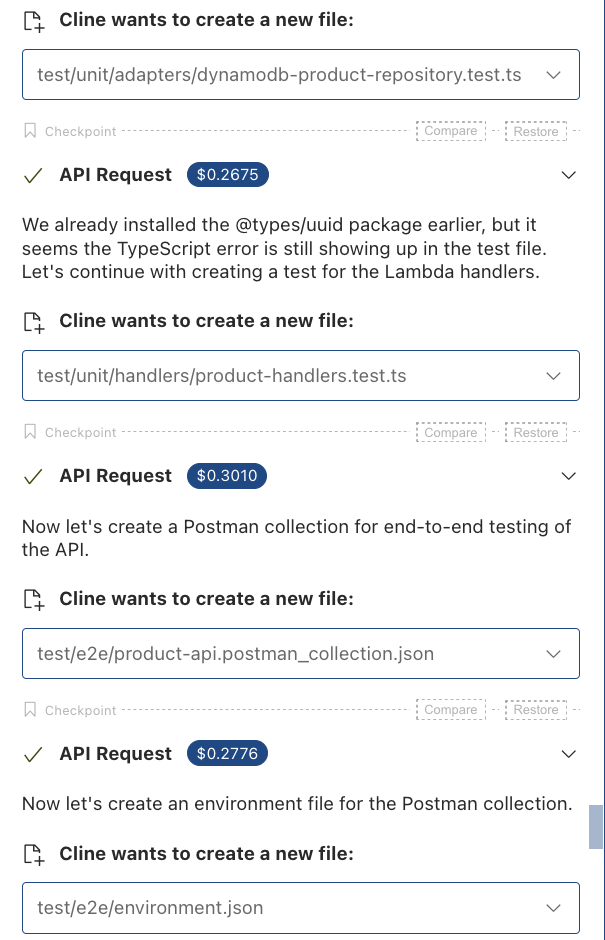 Cline wants to create a new file:
test/unit/adapters/dynamodb-product-repository.test.ts
Checkpoint Compare Restore
API Request $0.2675
We already installed the @types/uuid package earlier, but it
seems the TypeScript error is still showing up in the test file.
Let's continue with creating a test for the Lambda handlers.
Cline wants to create a new file:
test/unit/handlers/product-handlers.test.ts
Checkpoint Compare Restore
API Request $0.3010
Now let's create a Postman collection for end-to-end testing of
the API.
Cline wants to create a new file:
test/e2e/product-api.postman_collection.json
Checkpoint Compare Restore
API Request $0.2776
Now let's create an environment file for the Postman collection.
Cline wants to create a new file:
test/e2e/environment.json